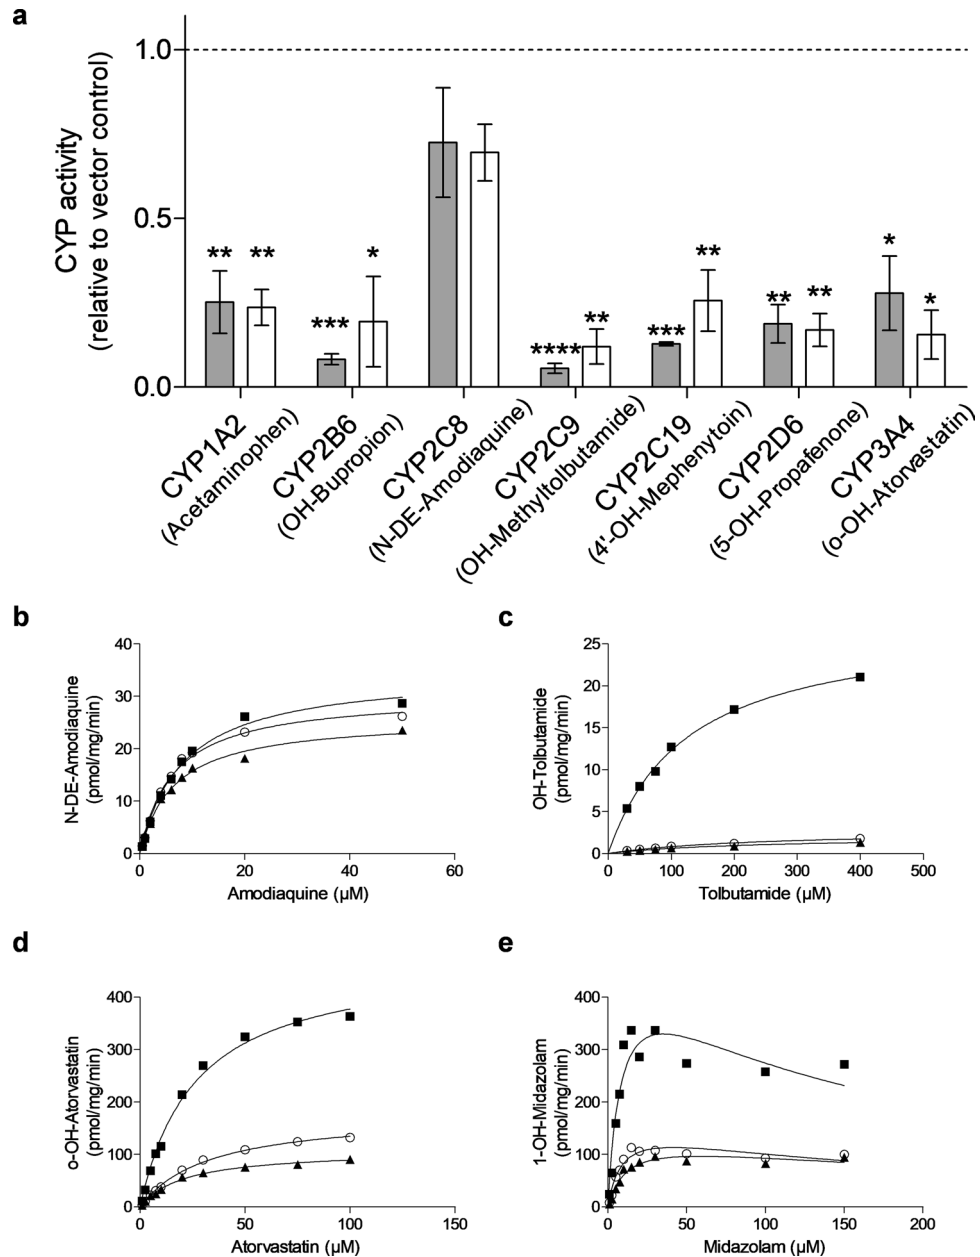 a
CYP activity
(relative to vector control)
1.0
0.5
0.0
** ** *** * **** ** *** ** ** ** * *
CYP1A2
(Acetaminophen)
CYP2B6
(OH-Bupropion)
CYP2C8
(N-DE-Amodiaquine)
CYP2C9
(OH-Methyltolbutamide)
CYP2C19
(4'-OH-Mephenytoin)
CYP2D6
(5-OH-Propafenone)
CYP3A4
(o-OH-Atorvastatin)
b
N-DE-Amodiaquine
(pmol/mg/min)
40
30
20
10
0
0 20 40 60
Amodiaquine (µM)
c
OH-Tolbutamide
(pmol/mg/min)
25
20
15
10
5
0
0 100 200 300 400 500
Tolbutamide (µM)
d
o-OH-Atorvastatin
(pmol/mg/min)
400
300
200
100
0
0 50 100 150
Atorvastatin (µM)
e
1-OH-Midazolam
(pmol/mg/min)
400
300
200
100
0
0 50 100 150 200
Midazolam (µM)